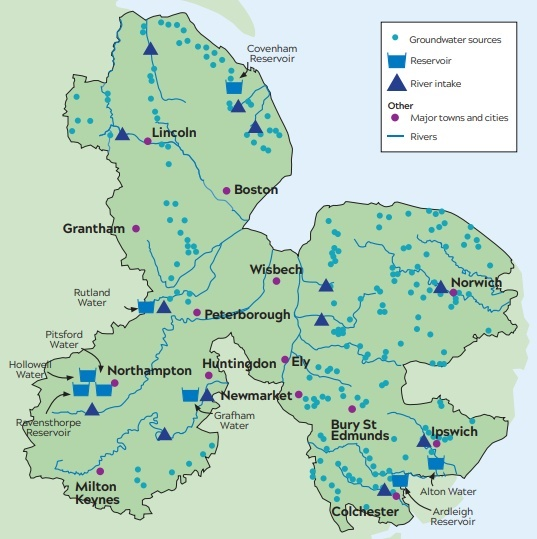 Groundwater sources
Reservoir
River intake
Other
Major towns and cities
Rivers
Covenham
Reservoir
Lincoln
Boston
Grantham
Wisbech
Norwich
Rutland
Water
Peterborough
Pitsford
Water
Hollowell
Water
Northampton
Huntingdon
Ely
Newmarket
Ravensthorpe
Reservoir
Grafham
Water
Bury St
Edmunds
Ipswich
Milton
Keynes
Alton Water
Colchester
Ardleigh
Reservoir